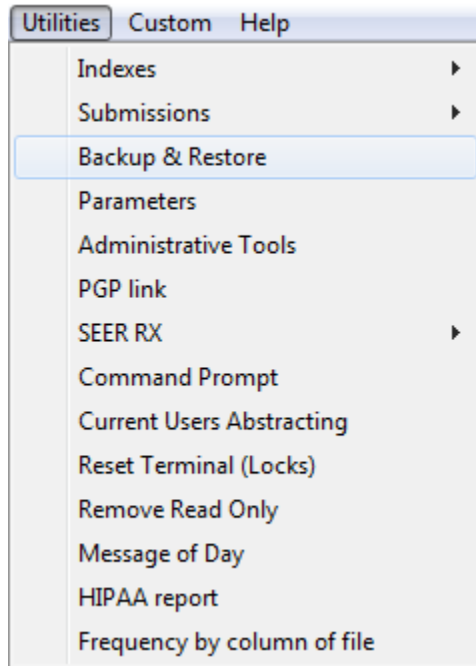 Utilities Custom Help
Indexes
Submissions
Backup & Restore
Parameters
Administrative Tools
PGP link
SEER RX
Command Prompt
Current Users Abstracting
Reset Terminal (Locks)
Remove Read Only
Message of Day
HIPAA report
Frequency by column of file